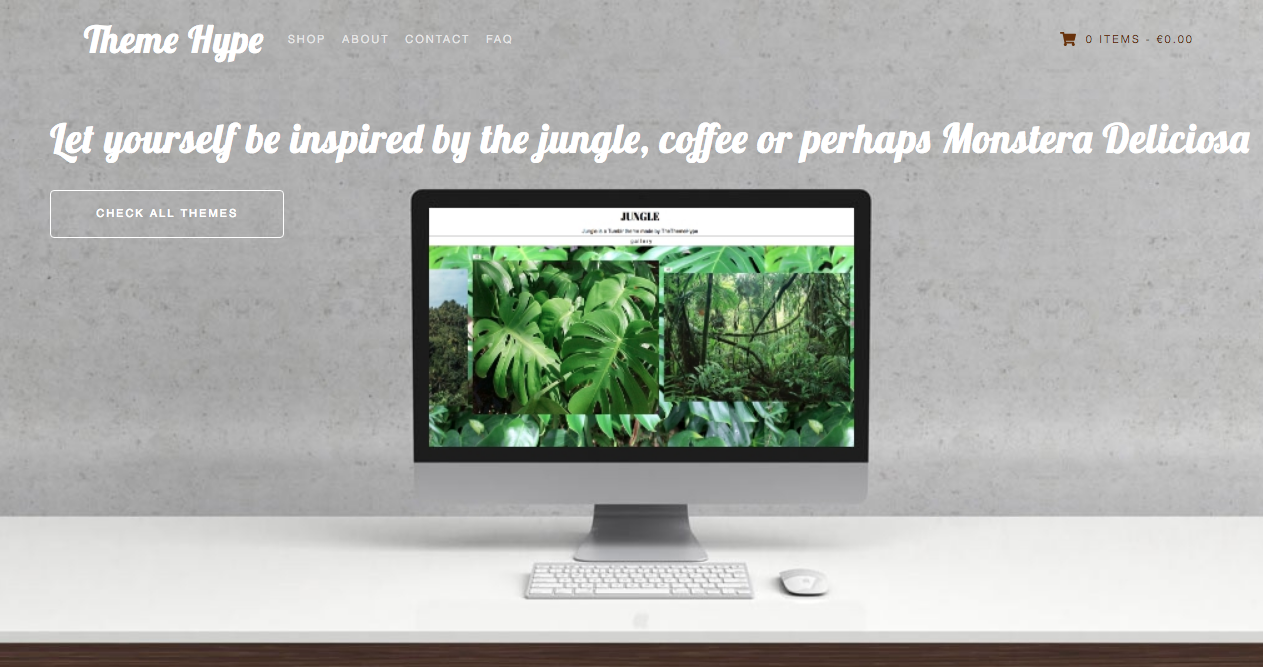 Theme Hype
SHOP ABOUT CONTACT FAQ
0 ITEMS - €0.00
Let yourself be inspired by the jungle, coffee or perhaps Monstera Deliciosa
CHECK ALL THEMES
JUNGLE
Jungle is a Tumblr theme made by TheThemeHype
gallery